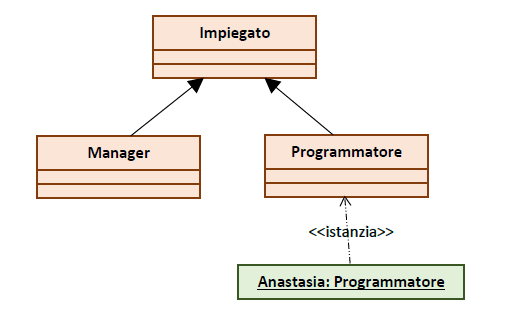 Impiegato
Manager
Programmatore
<<istanzia>>
Anastasia: Programmatore